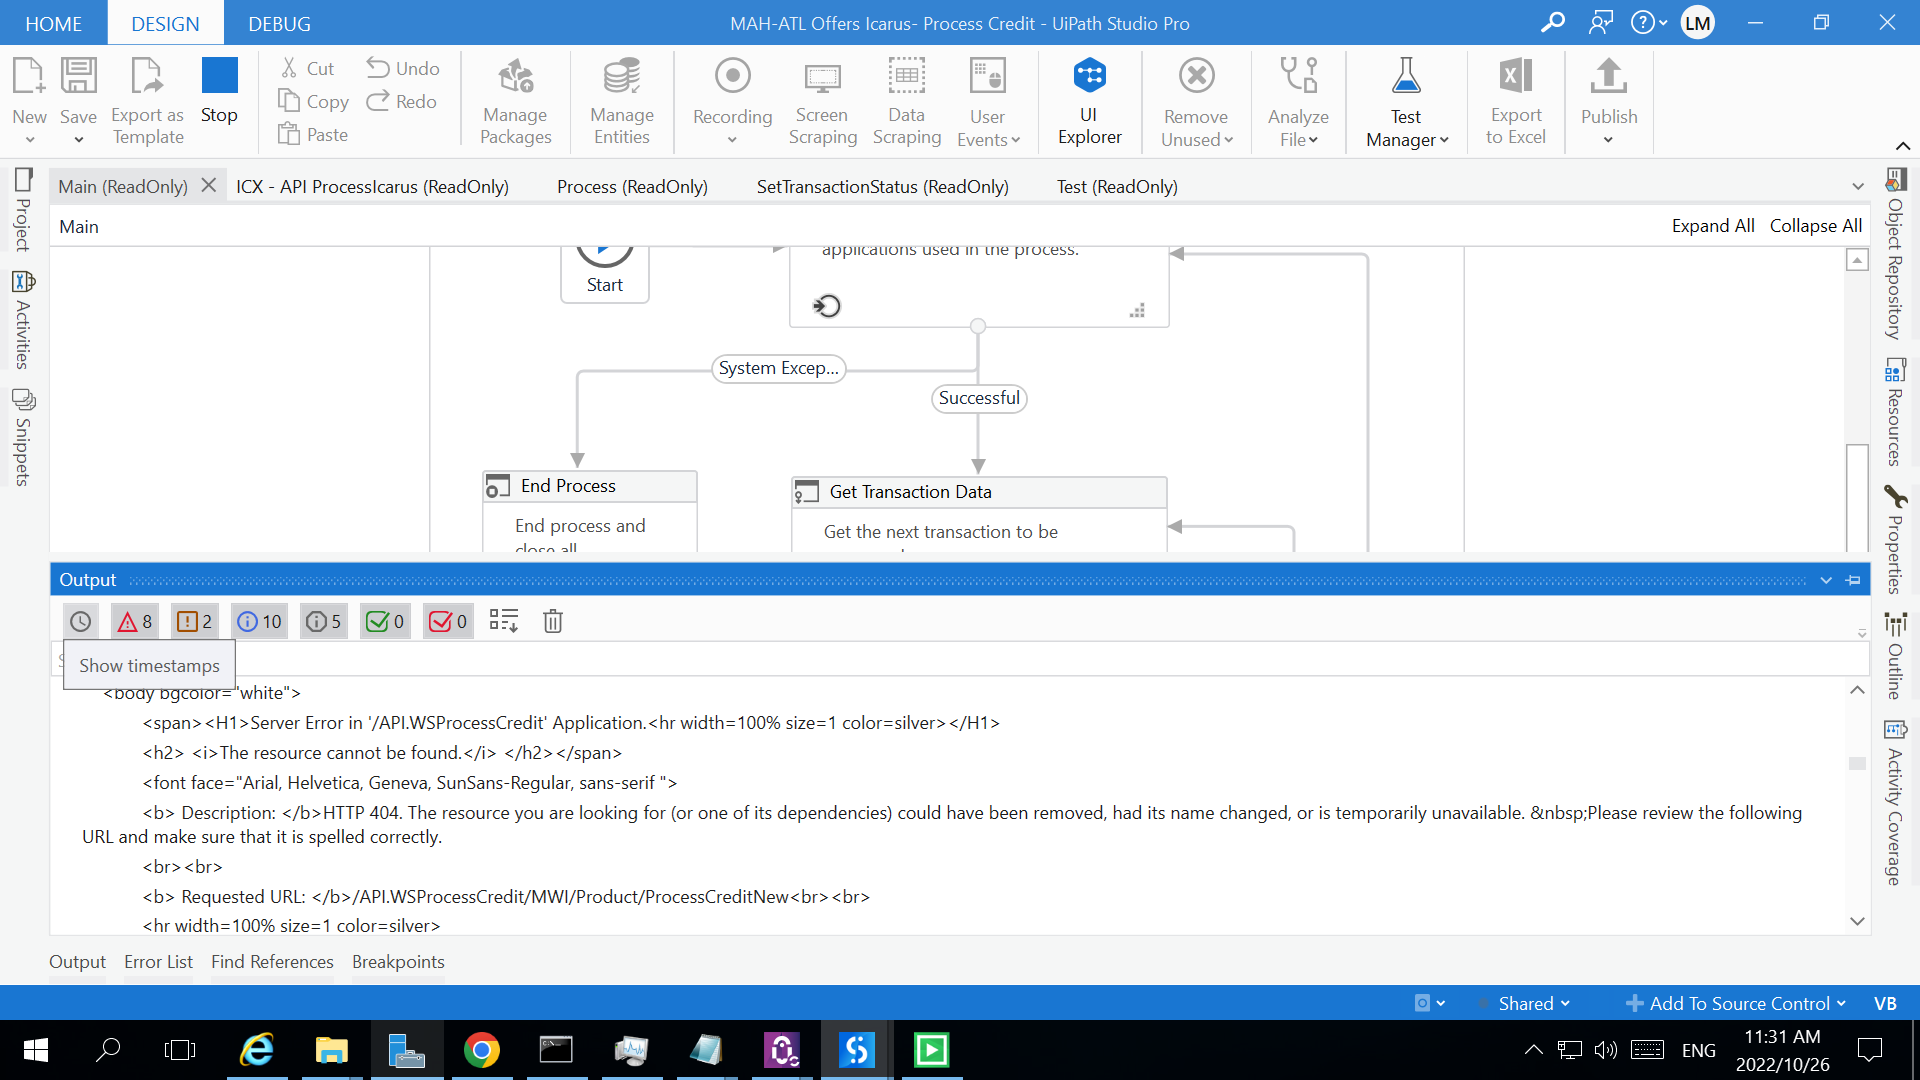 HOME DESIGN DEBUG MAH-ATL Offers Icarus- Process Credit - UiPath Studio Pro LM
New Save Export as Template Stop Cut Copy Paste Undo Redo Manage Packages Manage Entities Recording Screen Scraping Data Scraping User Events UI Explorer Remove Unused Analyze File Test Manager Export to Excel Publish
Main (ReadOnly) ICX - API ProcessIcarus (ReadOnly) Process (ReadOnly) SetTransactionStatus (ReadOnly) Test (ReadOnly)
Main Expand All Collapse All
Project
Activities
Snippets
applications used in the process.
Start
System Excep...
Successful
End Process
End process and
close all
Get Transaction Data
Get the next transaction to be
Object Repository
Resources
Properties
Outline
Activity Coverage
Output
8 2 10 5 0 0
Show timestamps
<body bgcolor="white">
<span><H1>Server Error in '/API.WSProcessCredit' Application.<hr width=100% size=1 color=silver></H1>
<h2> <i>The resource cannot be found.</i> </h2></span>
<font face="Arial, Helvetica, Geneva, SunSans-Regular, sans-serif ">
<b> Description: </b>HTTP 404. The resource you are looking for (or one of its dependencies) could have been removed, had its name changed, or is temporarily unavailable. &nbsp;Please review the following
URL and make sure that it is spelled correctly.
<br><br>
<b> Requested URL: </b>/API.WSProcessCredit/MWI/Product/ProcessCreditNew<br><br>
<hr width=100% size=1 color=silver>
Output Error List Find References Breakpoints
Shared Add To Source Control VB
ENG 11:31 AM
2022/10/26